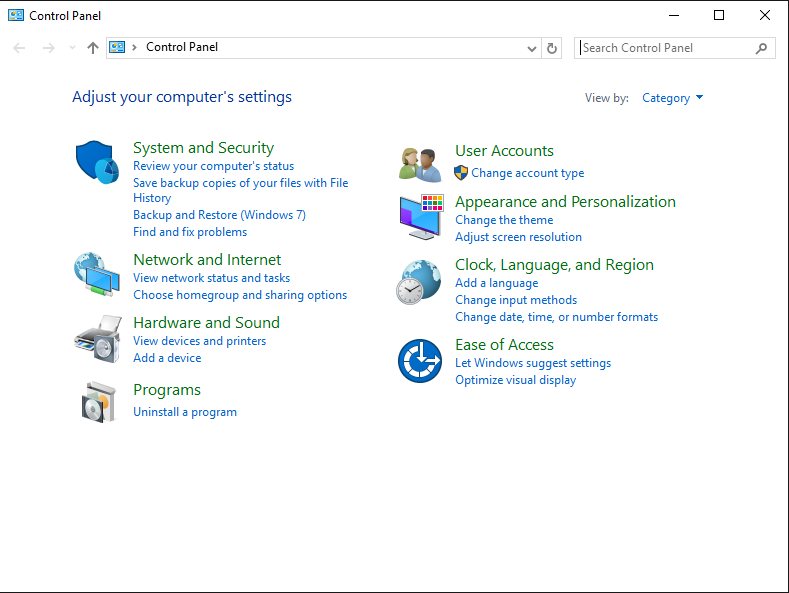 Control Panel
Control Panel
Search Control Panel
Adjust your computer's settings
View by:
Category
System and Security
Review your computer's status
Save backup copies of your files with File
History
Backup and Restore (Windows 7)
Find and fix problems
Network and Internet
View network status and tasks
Choose homegroup and sharing options
Hardware and Sound
View devices and printers
Add a device
Programs
Uninstall a program
User Accounts
Change account type
Appearance and Personalization
Change the theme
Adjust screen resolution
Clock, Language, and Region
Add a language
Change input methods
Change date, time, or number formats
Ease of Access
Let Windows suggest settings
Optimize visual display